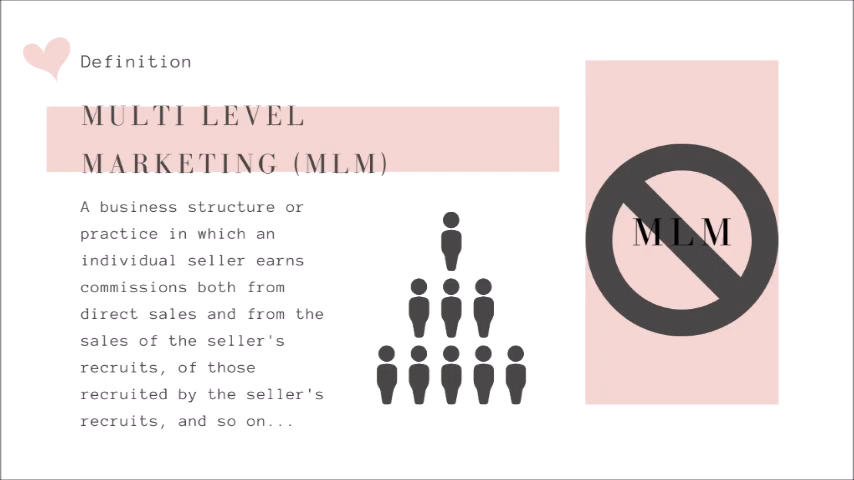 Definition
MULTI LEVEL
MARKETING (MLM)
A business structure or
practice in which an
individual seller earns
commissions both from
direct sales and from the
sales of the seller's
recruits, of those
recruited by the seller's
recruits, and so on...
MLM